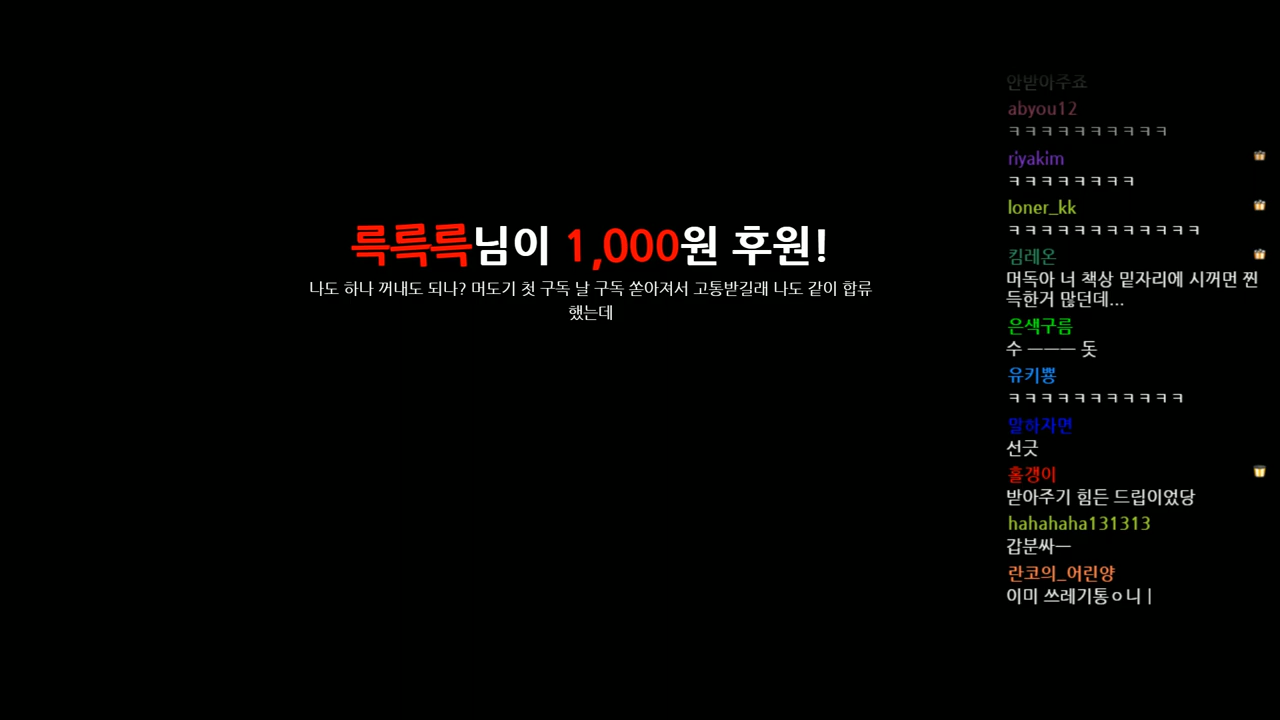 륵륵륵님이 1,000원 후원!
나도 하나 꺼내도 되나? 머도기 첫 구독 날 구독 쏟아져서 고통받길래 나도 같이 합류
했는데
안받아주죠
abyou12
ㅋㅋㅋㅋㅋㅋㅋㅋㅋㅋ
riyakim
ㅋㅋㅋㅋㅋㅋㅋㅋ
loner_kk
ㅋㅋㅋㅋㅋㅋㅋㅋㅋㅋㅋㅋ
킴레온
머독아 너 책상 밑자리에 시꺼먼 찐
득한거 많던데...
은색구름
수 ㅡㅡㅡ 돗
유키뿅
ㅋㅋㅋㅋㅋㅋㅋㅋㅋㅋㅋ
말하자면
선긋
홀갱이
받아주기 힘든 드립이었당
hahahaha131313
갑분싸ㅡ
란코의_어린양
이미 쓰레기통ㅇ니ㅣ